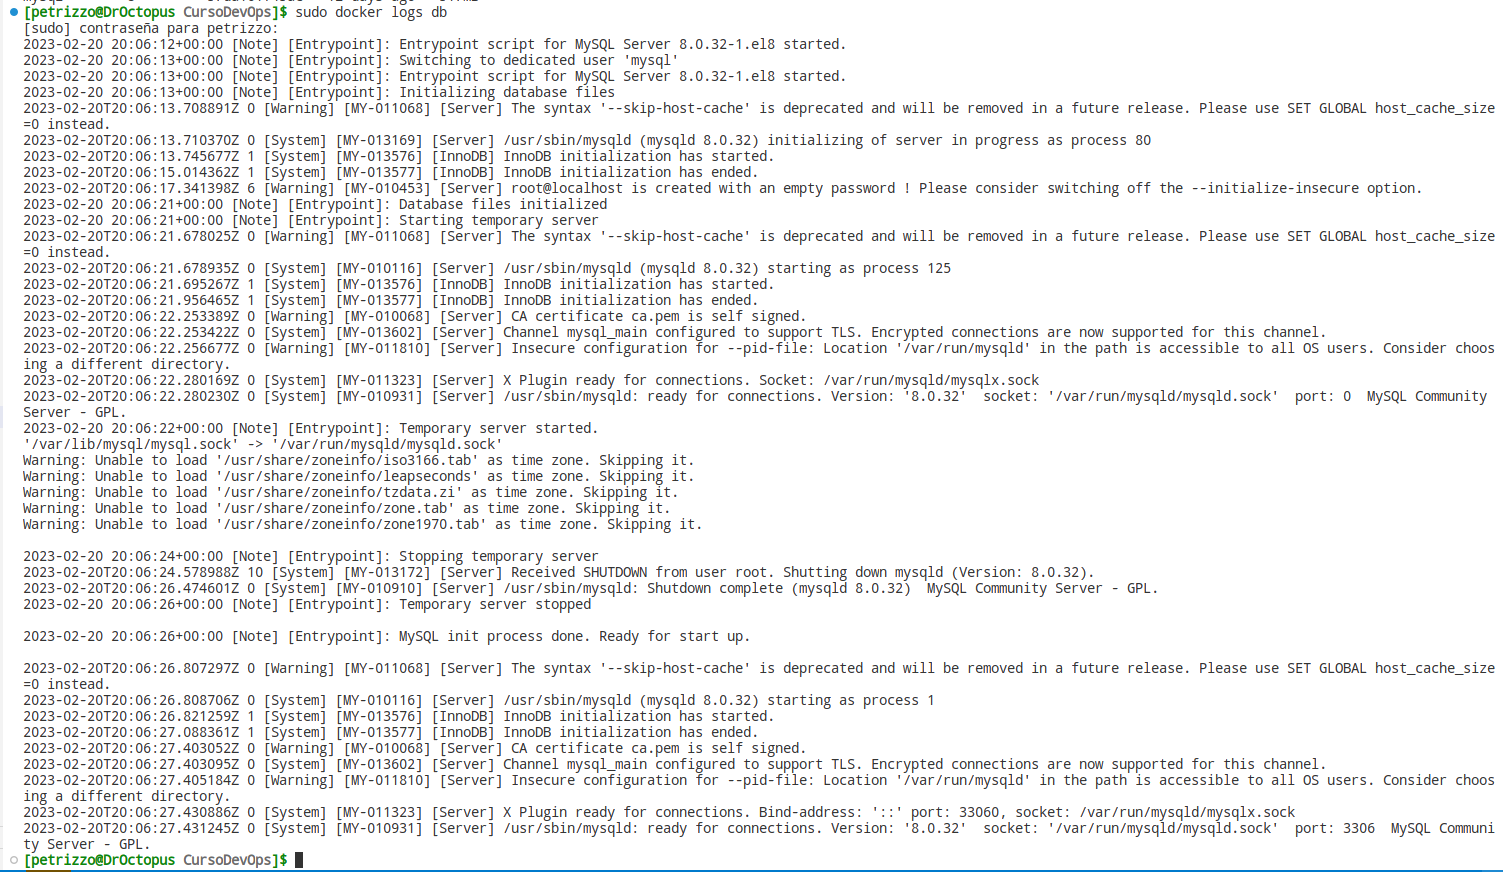 [petrizzo@DrOctopus CursoDevOps]$ sudo docker logs db
[sudo] contraseña para petrizzo:
2023-02-20 20:06:12+00:00 [Note] [Entrypoint]: Entrypoint script for MySQL Server 8.0.32-1.el8 started.
2023-02-20 20:06:13+00:00 [Note] [Entrypoint]: Switching to dedicated user 'mysql'
2023-02-20 20:06:13+00:00 [Note] [Entrypoint]: Entrypoint script for MySQL Server 8.0.32-1.el8 started.
2023-02-20 20:06:13+00:00 [Note] [Entrypoint]: Initializing database files
2023-02-20T20:06:13.708891Z 0 [Warning] [MY-011068] [Server] The syntax '--skip-host-cache' is deprecated and will be removed in a future release. Please use SET GLOBAL host_cache_size
=0 instead.
2023-02-20T20:06:13.710370Z 0 [System] [MY-013169] [Server] /usr/sbin/mysqld (mysqld 8.0.32) initializing of server in progress as process 80
2023-02-20T20:06:13.745677Z 1 [System] [MY-013576] [InnoDB] InnoDB initialization has started.
2023-02-20T20:06:15.014362Z 1 [System] [MY-013577] [InnoDB] InnoDB initialization has ended.
2023-02-20T20:06:17.341398Z 6 [Warning] [MY-010453] [Server] root@localhost is created with an empty password ! Please consider switching off the --initialize-insecure option.
2023-02-20 20:06:21+00:00 [Note] [Entrypoint]: Database files initialized
2023-02-20 20:06:21+00:00 [Note] [Entrypoint]: Starting temporary server
2023-02-20T20:06:21.678025Z 0 [Warning] [MY-011068] [Server] The syntax '--skip-host-cache' is deprecated and will be removed in a future release. Please use SET GLOBAL host_cache_size
=0 instead.
2023-02-20T20:06:21.678935Z 0 [System] [MY-010116] [Server] /usr/sbin/mysqld (mysqld 8.0.32) starting as process 125
2023-02-20T20:06:21.695267Z 1 [System] [MY-013576] [InnoDB] InnoDB initialization has started.
2023-02-20T20:06:21.956465Z 1 [System] [MY-013577] [InnoDB] InnoDB initialization has ended.
2023-02-20T20:06:22.253389Z 0 [Warning] [MY-010068] [Server] CA certificate ca.pem is self signed.
2023-02-20T20:06:22.253422Z 0 [System] [MY-013602] [Server] Channel mysql_main configured to support TLS. Encrypted connections are now supported for this channel.
2023-02-20T20:06:22.256677Z 0 [Warning] [MY-011810] [Server] Insecure configuration for --pid-file: Location '/var/run/mysqld' in the path is accessible to all OS users. Consider choos
ing a different directory.
2023-02-20T20:06:22.280169Z 0 [System] [MY-011323] [Server] X Plugin ready for connections. Socket: /var/run/mysqld/mysqlx.sock
2023-02-20T20:06:22.280230Z 0 [System] [MY-010931] [Server] /usr/sbin/mysqld: ready for connections. Version: '8.0.32'  socket: '/var/run/mysqld/mysqld.sock'  port: 0  MySQL Community
Server - GPL.
2023-02-20 20:06:22+00:00 [Note] [Entrypoint]: Temporary server started.
'/var/lib/mysql/mysql.sock' -> '/var/run/mysqld/mysqld.sock'
Warning: Unable to load '/usr/share/zoneinfo/iso3166.tab' as time zone. Skipping it.
Warning: Unable to load '/usr/share/zoneinfo/leapseconds' as time zone. Skipping it.
Warning: Unable to load '/usr/share/zoneinfo/tzdata.zi' as time zone. Skipping it.
Warning: Unable to load '/usr/share/zoneinfo/zone.tab' as time zone. Skipping it.
Warning: Unable to load '/usr/share/zoneinfo/zone1970.tab' as time zone. Skipping it.
2023-02-20 20:06:24+00:00 [Note] [Entrypoint]: Stopping temporary server
2023-02-20T20:06:24.578988Z 10 [System] [MY-013172] [Server] Received SHUTDOWN from user root. Shutting down mysqld (Version: 8.0.32).
2023-02-20T20:06:26.474601Z 0 [System] [MY-010910] [Server] /usr/sbin/mysqld: Shutdown complete (mysqld 8.0.32)  MySQL Community Server - GPL.
2023-02-20 20:06:26+00:00 [Note] [Entrypoint]: Temporary server stopped
2023-02-20 20:06:26+00:00 [Note] [Entrypoint]: MySQL init process done. Ready for start up.
2023-02-20T20:06:26.807297Z 0 [Warning] [MY-011068] [Server] The syntax '--skip-host-cache' is deprecated and will be removed in a future release. Please use SET GLOBAL host_cache_size
=0 instead.
2023-02-20T20:06:26.808706Z 0 [System] [MY-010116] [Server] /usr/sbin/mysqld (mysqld 8.0.32) starting as process 1
2023-02-20T20:06:26.821259Z 1 [System] [MY-013576] [InnoDB] InnoDB initialization has started.
2023-02-20T20:06:27.088361Z 1 [System] [MY-013577] [InnoDB] InnoDB initialization has ended.
2023-02-20T20:06:27.403052Z 0 [Warning] [MY-010068] [Server] CA certificate ca.pem is self signed.
2023-02-20T20:06:27.403095Z 0 [System] [MY-013602] [Server] Channel mysql_main configured to support TLS. Encrypted connections are now supported for this channel.
2023-02-20T20:06:27.405184Z 0 [Warning] [MY-011810] [Server] Insecure configuration for --pid-file: Location '/var/run/mysqld' in the path is accessible to all OS users. Consider choos
ing a different directory.
2023-02-20T20:06:27.430886Z 0 [System] [MY-011323] [Server] X Plugin ready for connections. Bind-address: '::' port: 33060, socket: /var/run/mysqld/mysqlx.sock
2023-02-20T20:06:27.431245Z 0 [System] [MY-010931] [Server] /usr/sbin/mysqld: ready for connections. Version: '8.0.32'  socket: '/var/run/mysqld/mysqld.sock'  port: 3306  MySQL Communi
ty Server - GPL.
[petrizzo@DrOctopus CursoDevOps]$